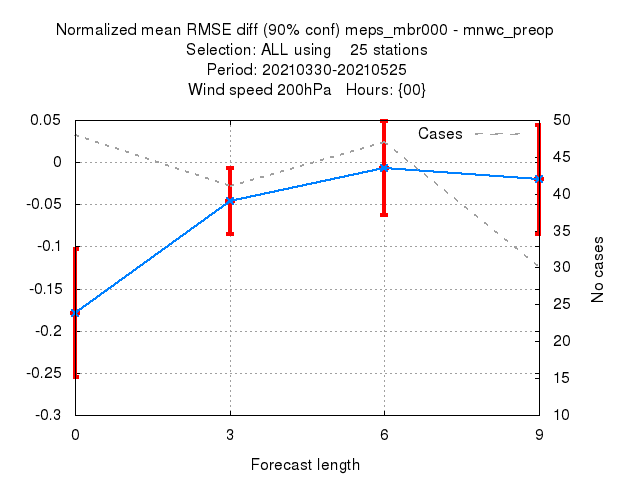 Normalized mean RMSE diff (90% conf) meps_mbr000 - mnwc_preop
Selection: ALL using    25 stations
Period: 20210330-20210525
Wind speed 200hPa   Hours: {00}
Cases
0.05
0
-0.05
-0.1
-0.15
-0.2
-0.25
-0.3
50
45
40
35
30
25
20
15
10
No cases
0 3 6 9
Forecast length